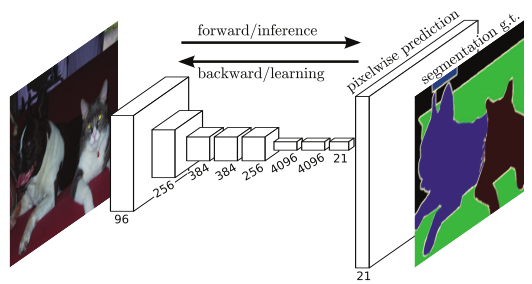 forward/inference
backward/learning
pixelwise prediction
segmentation g.t.
96
256
384
384
256
4096
4096
21
21